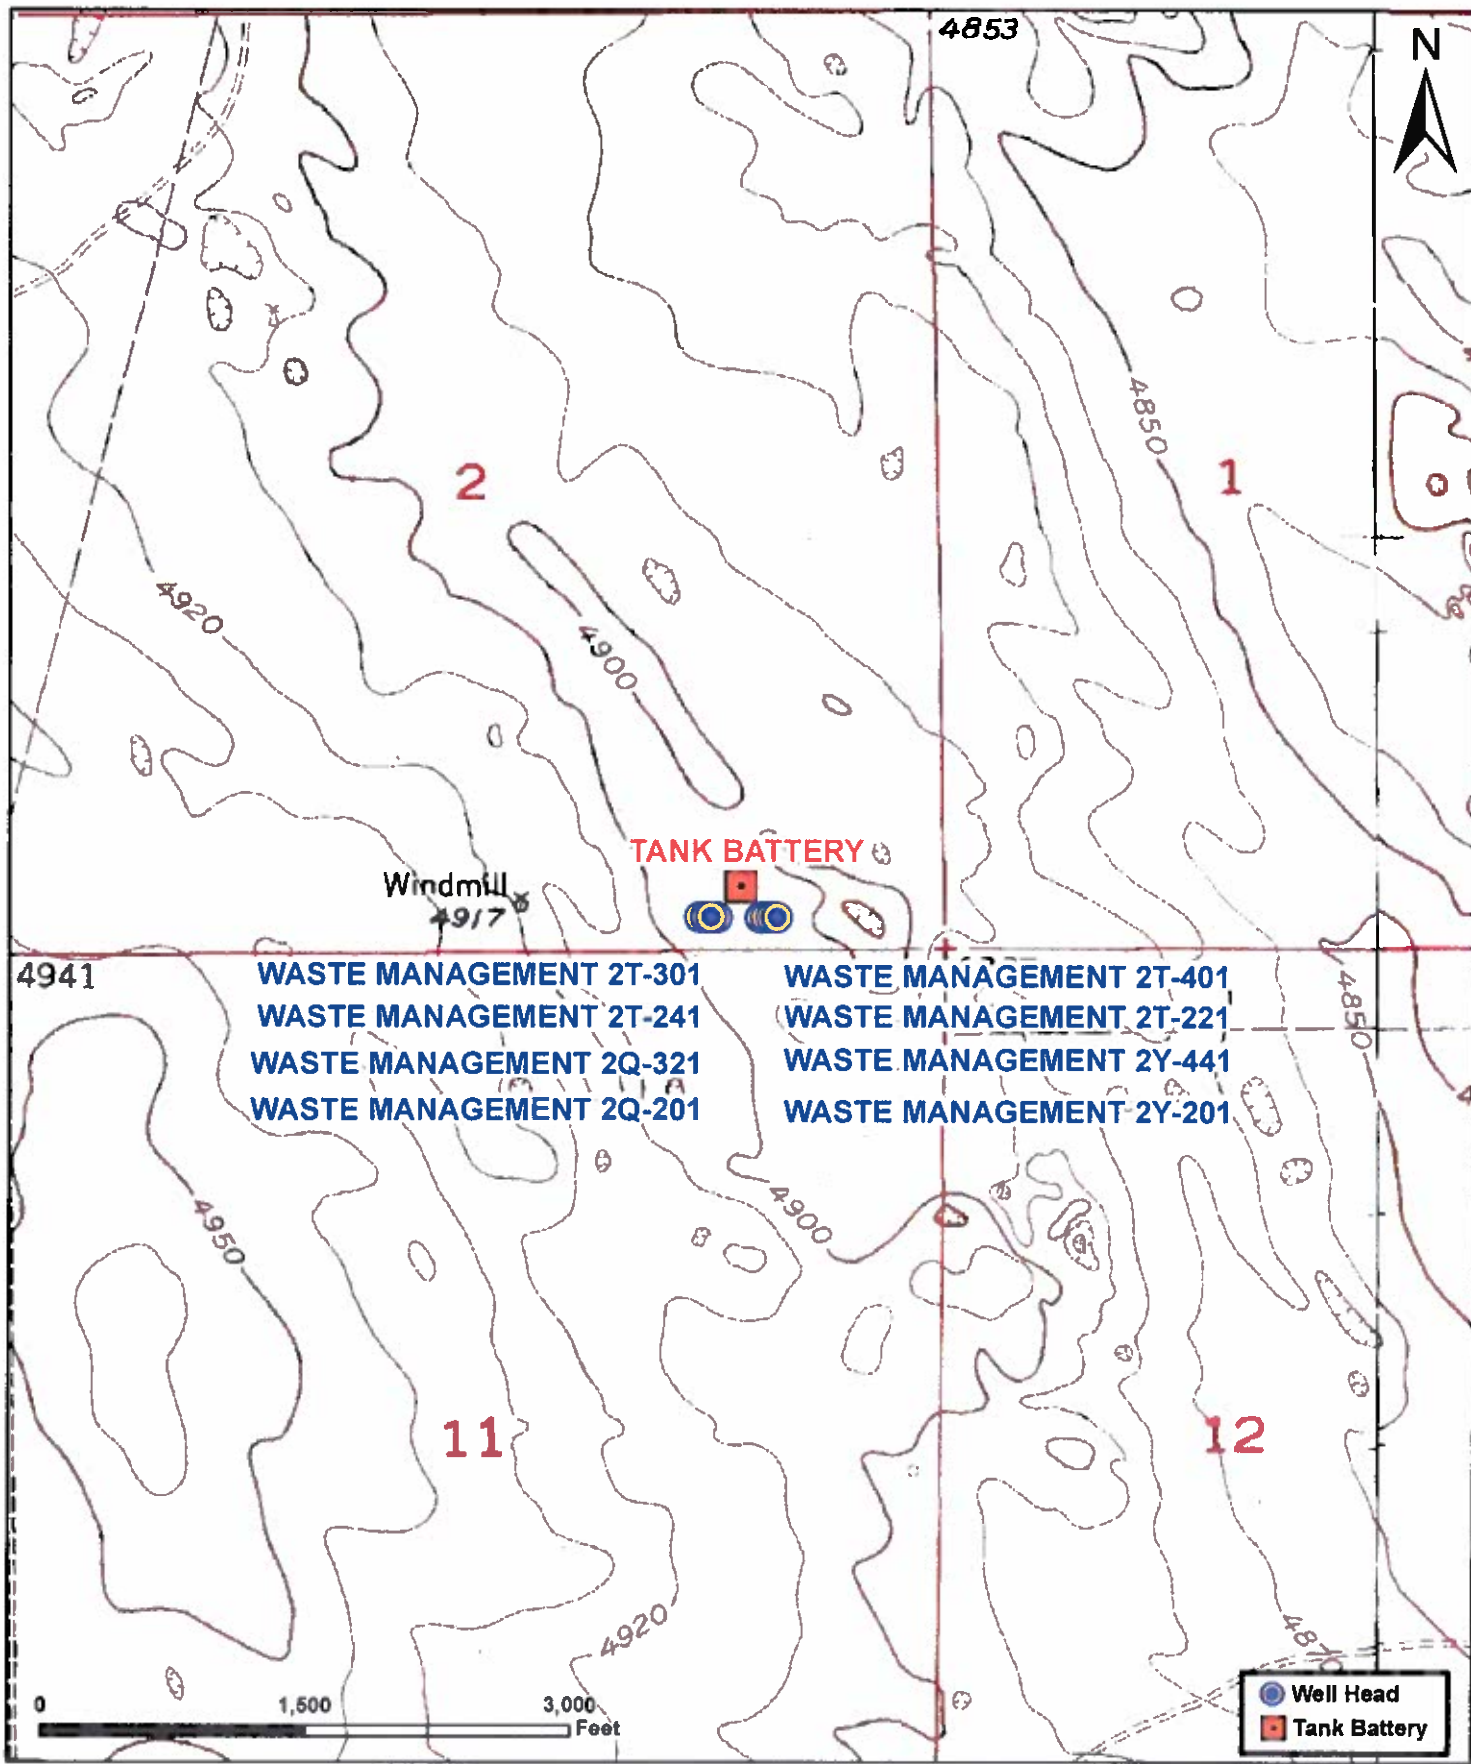 4853
N
4850
2
1
4920
4900
TANK BATTERY
Windmill
4917
4941
WASTE MANAGEMENT 2T-301
WASTE MANAGEMENT 2T-401
WASTE MANAGEMENT 2T-241
WASTE MANAGEMENT 2T-221
4850
WASTE MANAGEMENT 2Q-321
WASTE MANAGEMENT 2Y-441
WASTE MANAGEMENT 2Q-201
WASTE MANAGEMENT 2Y-201
4950
4900
11
12
4920
4870
0 1,500 3,000
Feet
Well Head
Tank Battery